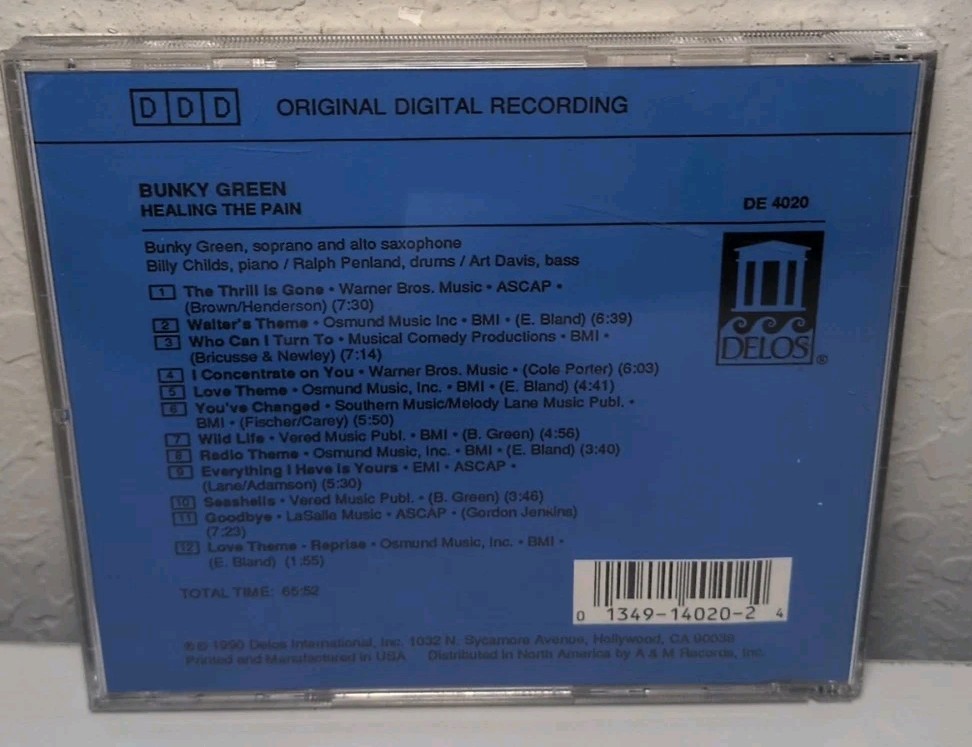 DDD ORIGINAL DIGITAL RECORDING
BUNKY GREEN
HEALING THE PAIN
DE 4020
Bunky Green, soprano and alto saxophone
Billy Childs, piano / Ralph Penland, drums / Art Davis, bass
1 The Thrill Is Gone • Warner Bros. Music • ASCAP •
(Brown/Henderson) (7:30)
2 Walter's Theme • Osmund Music Inc • BMI • (E. Bland) (6:39)
3 Who Can I Turn To • Musical Comedy Productions • BMI •
(Bricusse & Newley) (7:14)
4 I Concentrate on You • Warner Bros. Music • (Cole Porter) (6:03)
5 Love Theme • Osmund Music, Inc. • BMI • (E. Bland) (4:41)
6 You've Changed • Southern Music/Melody Lane Music Publ. •
BMI • (Fischer/Carey) (5:50)
7 Wild Life • Vered Music Publ. • BMI • (B. Green) (4:56)
8 Radio Theme • Osmund Music, Inc. • BMI • (E. Bland) (3:40)
9 Everything I Have Is Yours • EMI • ASCAP •
(Lane/Adamson) (5:30)
10 Seashells • Vered Music Publ. • (B. Green) (3:46)
11 Goodbye • LaSalle Music • ASCAP • (Gordon Jenkins)
(7:23)
12 Love Theme - Reprise • Osmund Music, Inc. • BMI •
(E. Bland) (1:55)
DELOS ®
TOTAL TIME: 65:52
0 13491-4020-2 4
℗© 1990 Delos International, Inc. 1032 N. Sycamore Avenue, Hollywood, CA 90038
Printed and Manufactured in USA Distributed in North America by A & M Records, Inc.